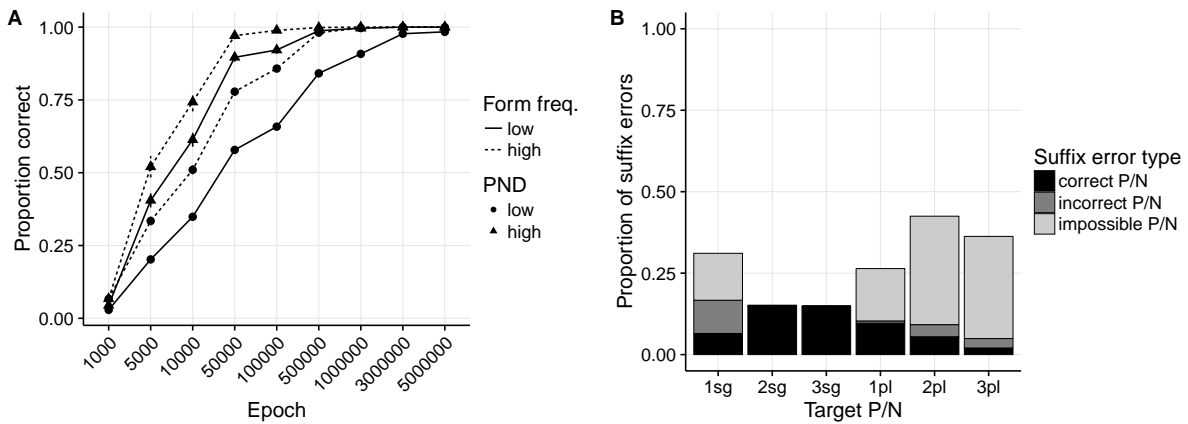 A
1.00
0.75
0.50
0.25
0.00
Proportion correct
1000
5000
10000
50000
100000
500000
1000000
3000000
5000000
Epoch
Form freq.
low
high
PND
low
high
B
1.00
0.75
0.50
0.25
0.00
Proportion of suffix errors
1sg
2sg
3sg
1pl
2pl
3pl
Target P/N
Suffix error type
correct P/N
incorrect P/N
impossible P/N